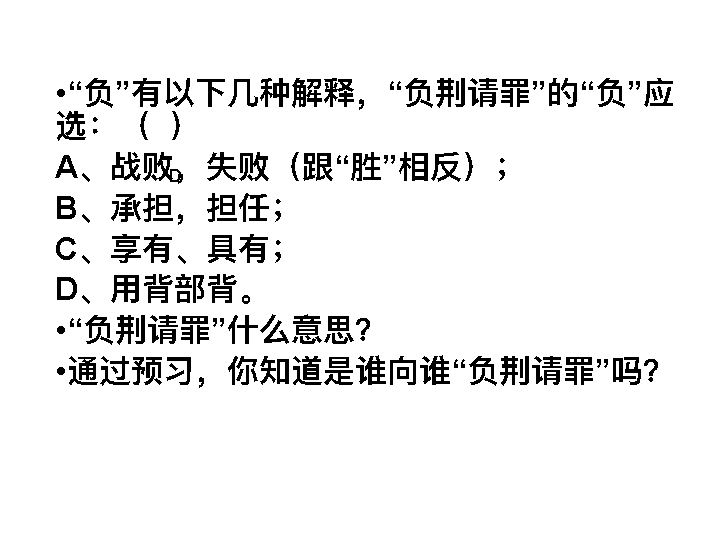 •“负”有以下几种解释，“负荆请罪”的“负”应
选：（ ）
A、战败，失败（跟“胜”相反）；
D
B、承担，担任；
C、享有、具有；
D、用背部背。
•“负荆请罪”什么意思？
•通过预习，你知道是谁向谁“负荆请罪”吗？